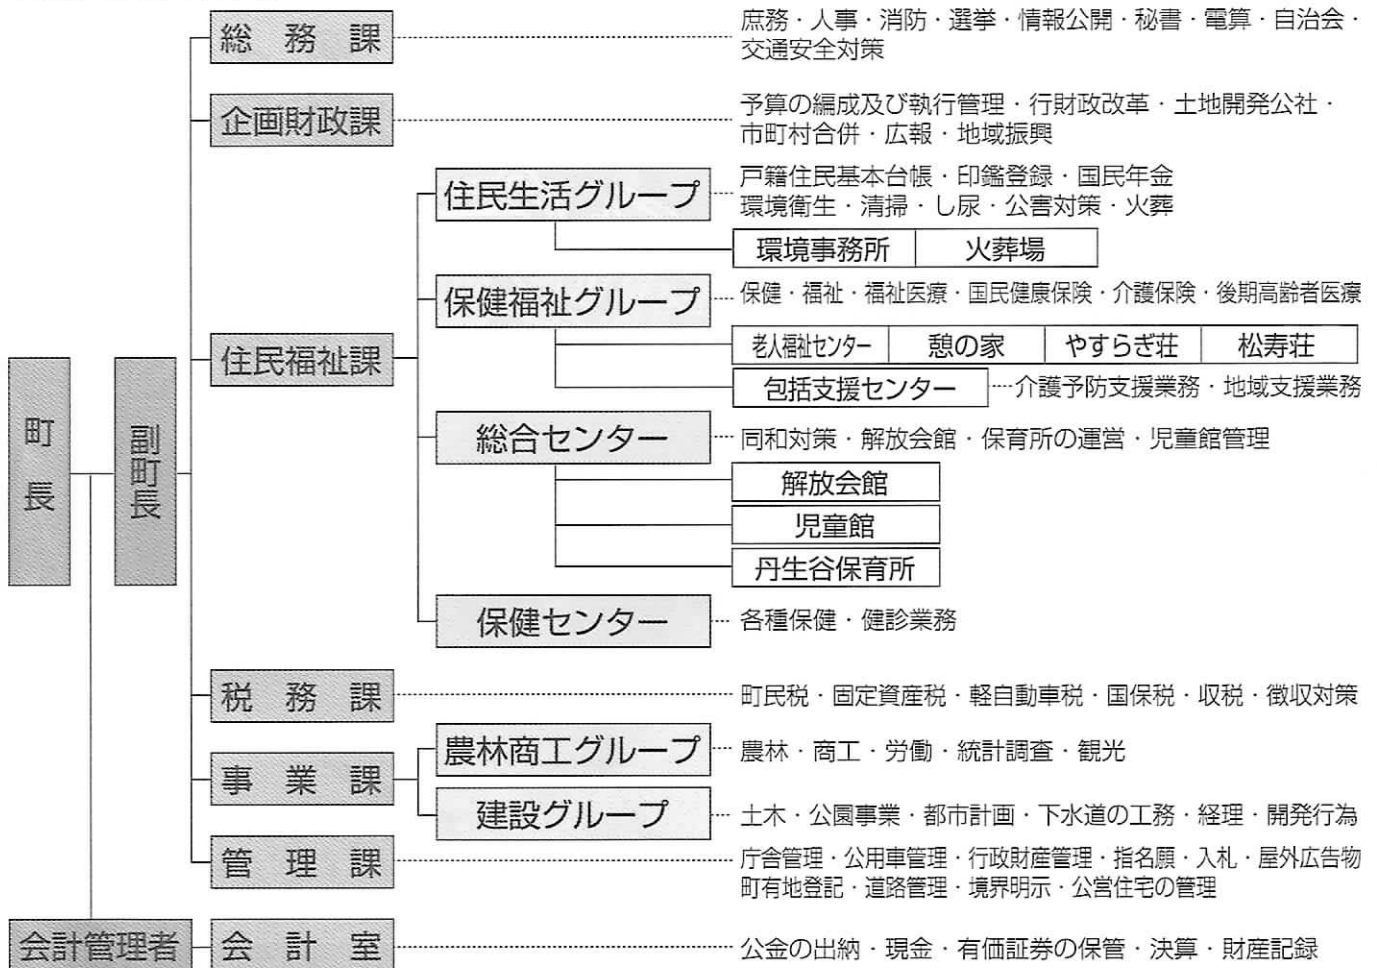 総務課
庶務・人事・消防・選挙・情報公開・秘書・電算・自治会・
交通安全対策
企画財政課
予算の編成及び執行管理・行財政改革・土地開発公社・
市町村合併・広報・地域振興
住民生活グループ
戸籍住民基本台帳・印鑑登録・国民年金
環境衛生・清掃・し尿・公害対策・火葬
環境事務所
火葬場
保健福祉グループ
保健・福祉・福祉医療・国民健康保険・介護保険・後期高齢者医療
住民福祉課
老人福祉センター
憩の家
やすらぎ荘
松寿荘
包括支援センター
介護予防支援業務・地域支援業務
町長
副町長
総合センター
同和対策・解放会館・保育所の運営・児童館管理
解放会館
児童館
丹生谷保育所
保健センター
各種保健・健診業務
税務課
町民税・固定資産税・軽自動車税・国保税・収税・徴収対策
農林商工グループ
農林・商工・労働・統計調査・観光
事業課
建設グループ
土木・公園事業・都市計画・下水道の工務・経理・開発行為
管理課
庁舎管理・公用車管理・行政財産管理・指名願・入札・屋外広告物
町有地登記・道路管理・境界明示・公営住宅の管理
会計管理者
会計室
公金の出納・現金・有価証券の保管・決算・財産記録